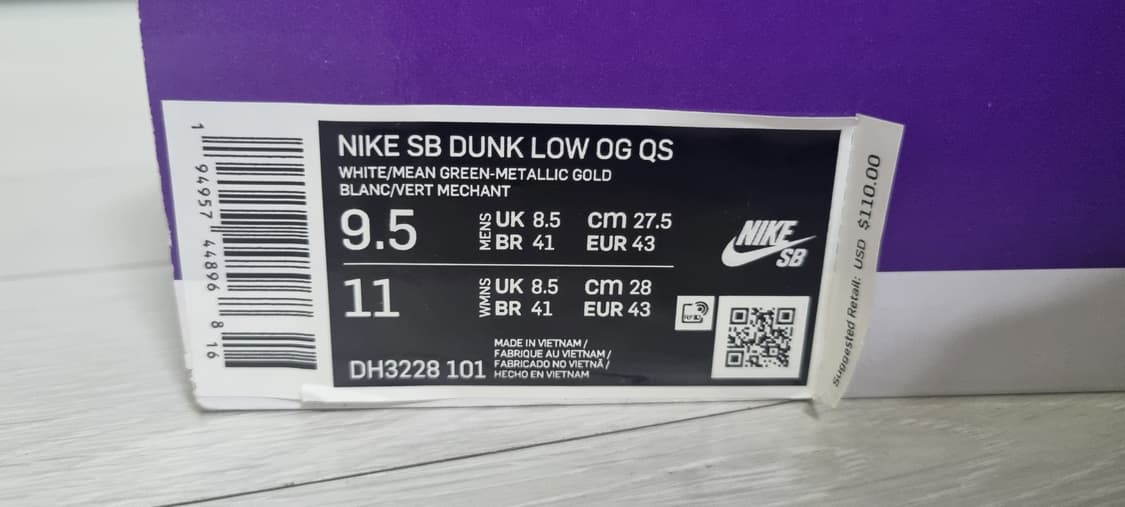 NIKE SB DUNK LOW OG QS
WHITE/MEAN GREEN-METALLIC GOLD
BLANC/VERT MECHANT
9.5 MENS UK 8.5 cm 27.5
BR 41 EUR 43
11 WMNS UK 8.5 cm 28
BR 41 EUR 43
MADE IN VIETNAM /
FABRIQUE AU VIETNAM /
FABRICADO NO VIETNÃ /
HECHO EN VIETNAM
DH3228 101
NIKE
SB
RFID
1 94957 44896 8 16
Suggested Retail: USD $110.00